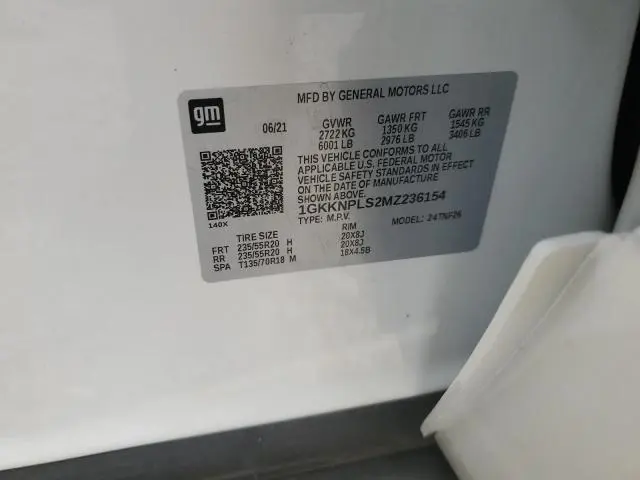 MFD BY GENERAL MOTORS LLC
gm
06/21 GVWR GAWR FRT GAWR RR
2722 KG 1350 KG 1545 KG
6001 LB 2976 LB 3406 LB
THIS VEHICLE CONFORMS TO ALL
APPLICABLE U.S. FEDERAL MOTOR
VEHICLE SAFETY STANDARDS IN EFFECT
ON THE DATE OF MANUFACTURE
SHOWN ABOVE.
1GKKNPLS2MZ236154
TYPE: M.P.V. MODEL: 24TNF26
140X
TIRE SIZE RIM
FRT 235/55R20 H 20X8J
RR 235/55R20 H 20X8J
SPA T135/70R18 M 18X4.5B